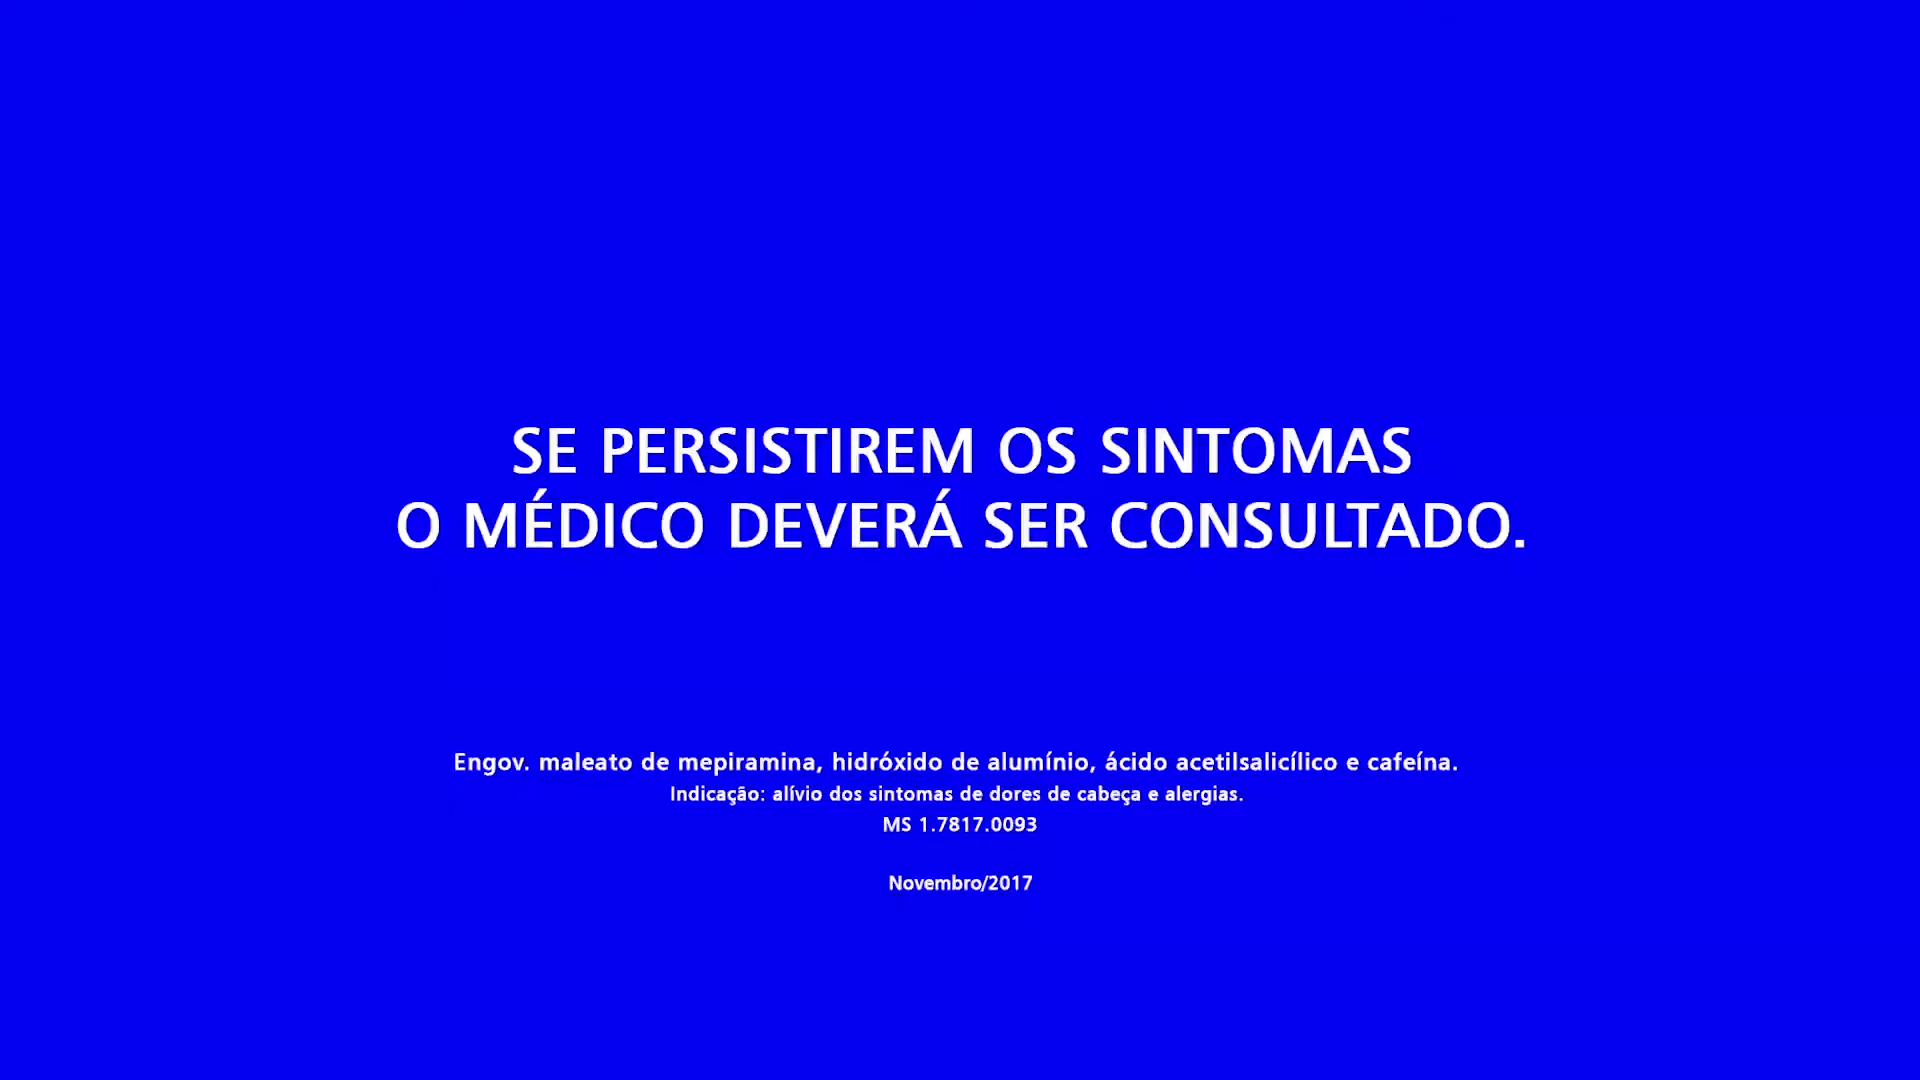 SE PERSISTIREM OS SINTOMAS
O MÉDICO DEVERÁ SER CONSULTADO.
Engov. maleato de mepiramina, hidróxido de alumínio, ácido acetilsalicílico e cafeína.
Indicação: alívio dos sintomas de dores de cabeça e alergias.
MS 1.7817.0093
Novembro/2017